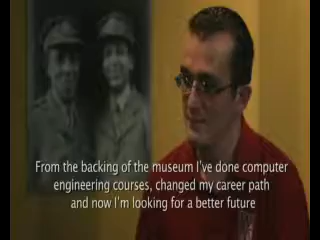 From the backing of the museum I've done computer
engineering courses, changed my career path
and now I'm looking for a better future